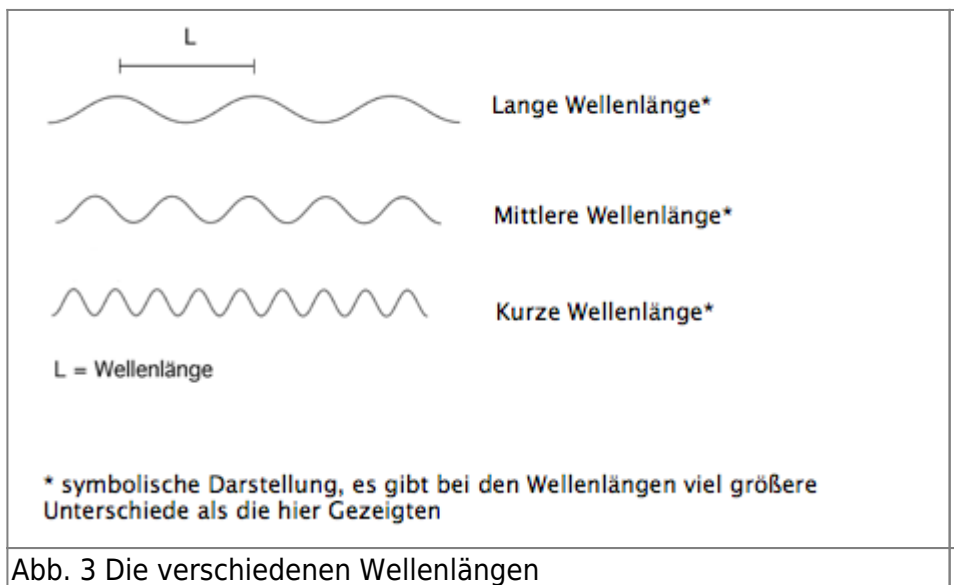 L
Lange Wellenlänge*
Mittlere Wellenlänge*
Kurze Wellenlänge*
L = Wellenlänge
* symbolische Darstellung, es gibt bei den Wellenlängen viel größere
Unterschiede als die hier Gezeigten
Abb. 3 Die verschiedenen Wellenlängen